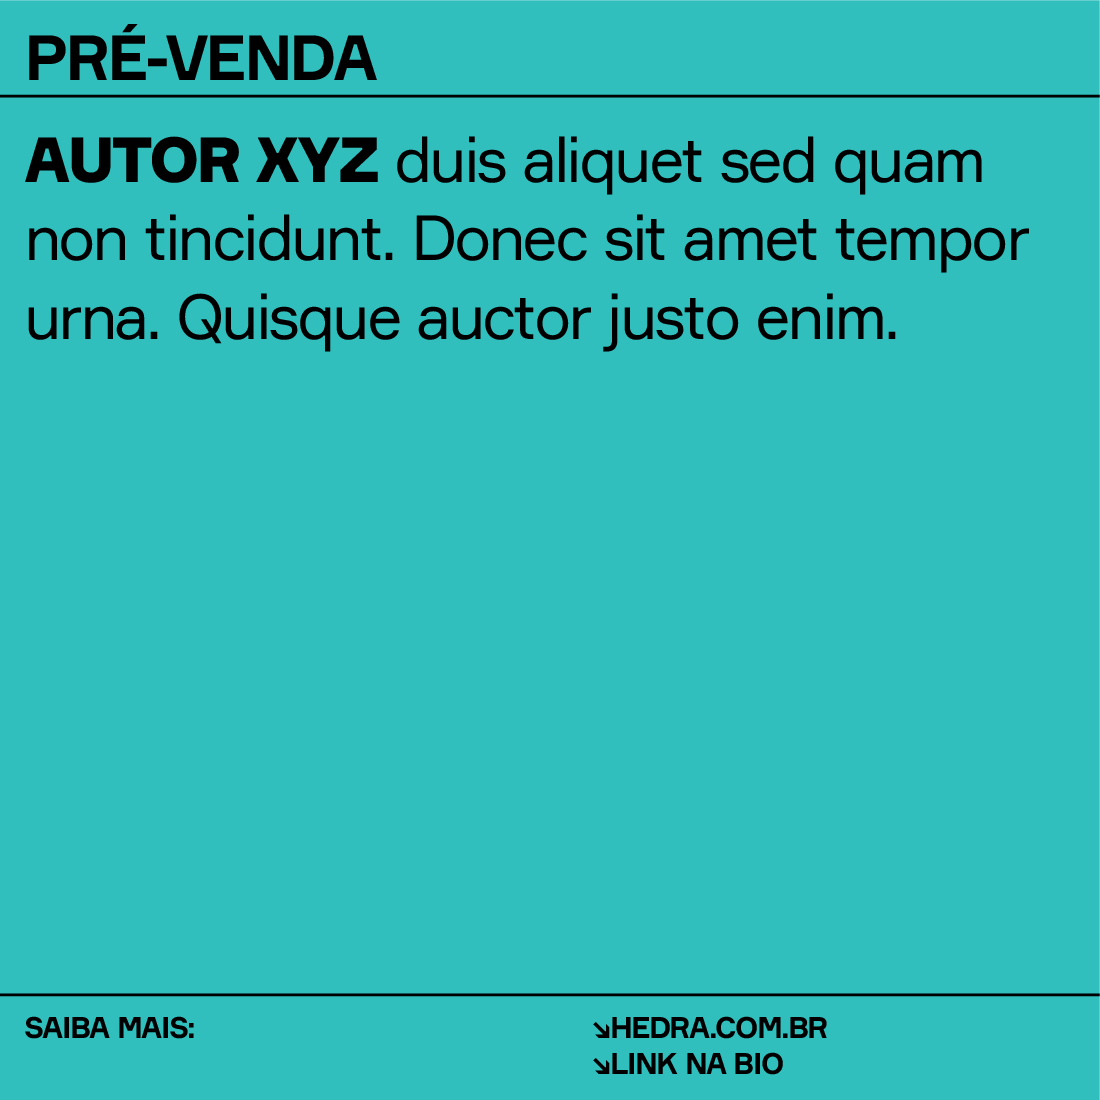 PRÉ-VENDA
AUTOR XYZ duis aliquet sed quam
non tincidunt. Donec sit amet tempor
urna. Quisque auctor justo enim.
SAIBA MAIS:
↘HEDRA.COM.BR
↘LINK NA BIO